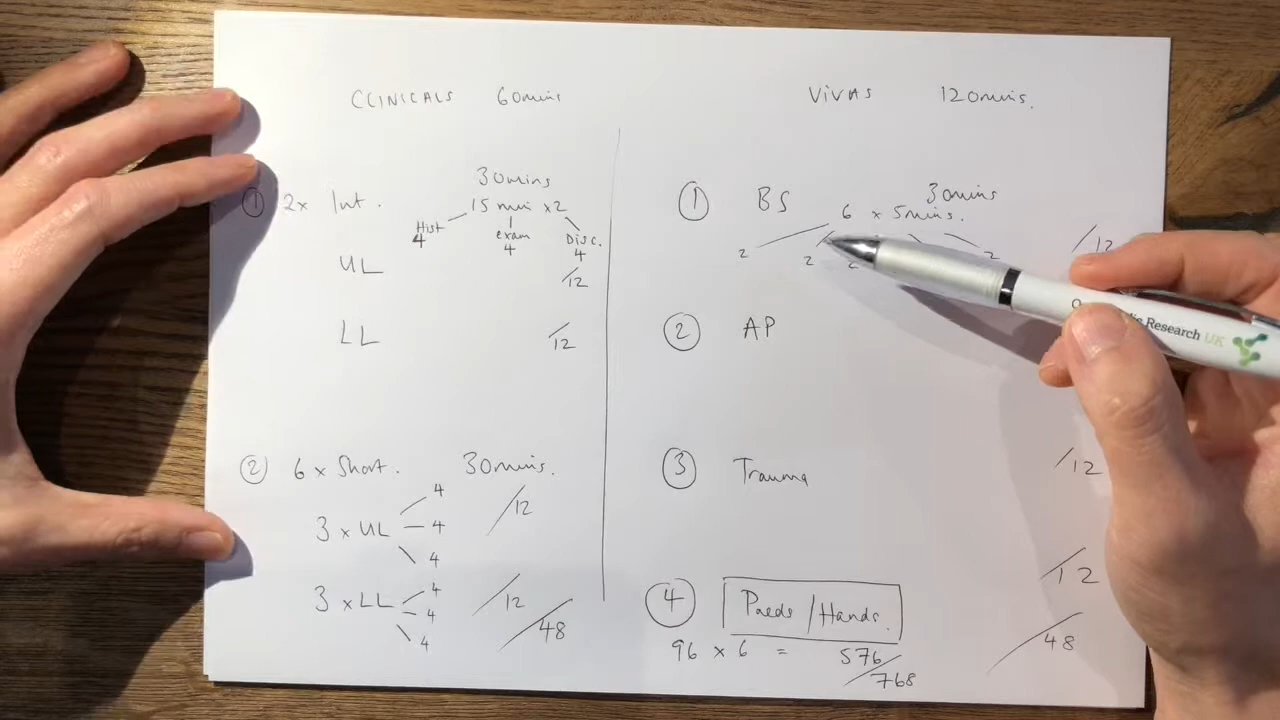 CLINICALS 60mins
① 2x Int.
30mins
15 min x2
Hist 4
exam 4
Disc. 4
UL /12
LL /12
② 6 x Short. 30mins.
3 x UL 4 4 4 /12
3 x LL 4 4 4 /12
/48
VIVAS 120mins.
① BS
30mins
6 x 5mins.
2 2 2 2 /12
② AP
③ Trauma /12
/12
④ Paeds/Hands.
/48
96 x 6 = 576/768
Research UK